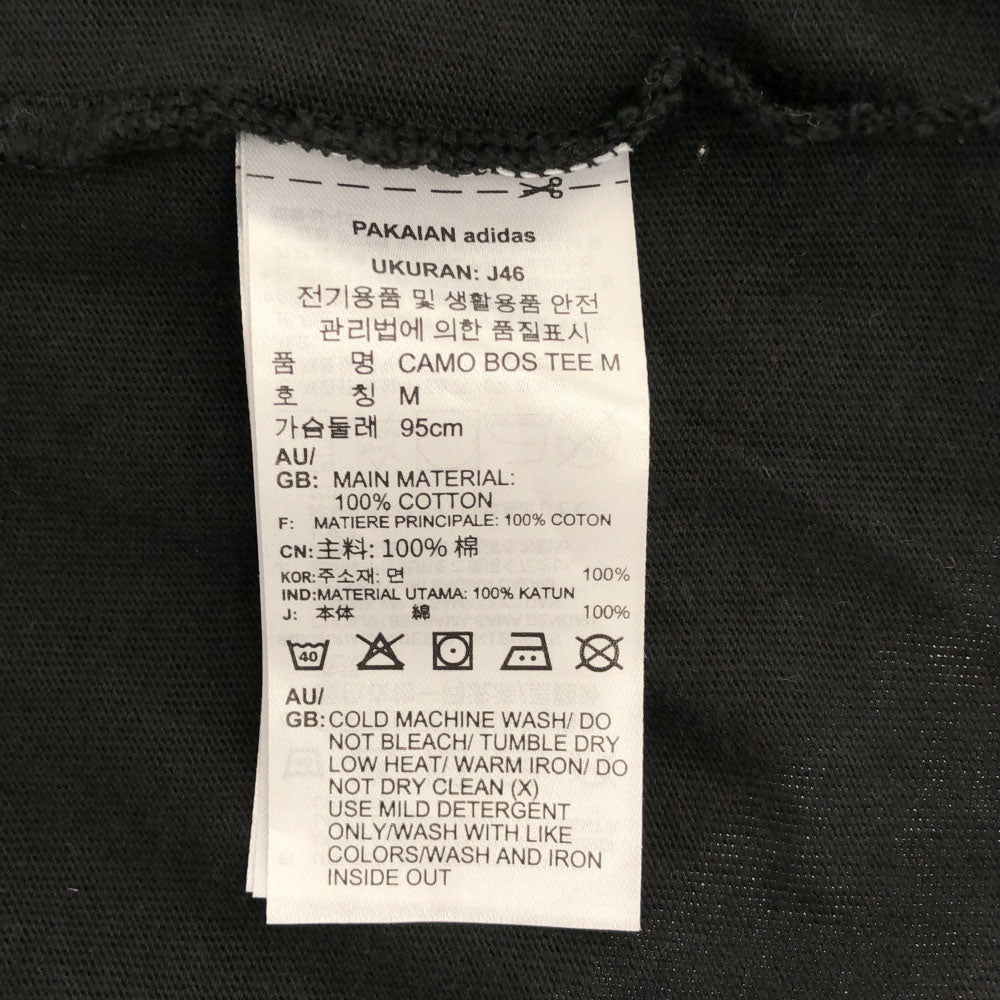 PAKAIAN adidas
UKURAN: J46
전기용품 및 생활용품 안전
관리법에 의한 품질표시
품 명 CAMO BOS TEE M
호 칭 M
가슴둘레 95cm
AU/
GB: MAIN MATERIAL:
100% COTTON
F: MATIERE PRINCIPALE: 100% COTON
CN: 主料: 100% 棉
KOR: 주소재: 면 100%
IND: MATERIAL UTAMA: 100% KATUN
J: 本体 綿 100%
40
AU/
GB: COLD MACHINE WASH/ DO
NOT BLEACH/ TUMBLE DRY
LOW HEAT/ WARM IRON/ DO
NOT DRY CLEAN (X)
USE MILD DETERGENT
ONLY/WASH WITH LIKE
COLORS/WASH AND IRON
INSIDE OUT